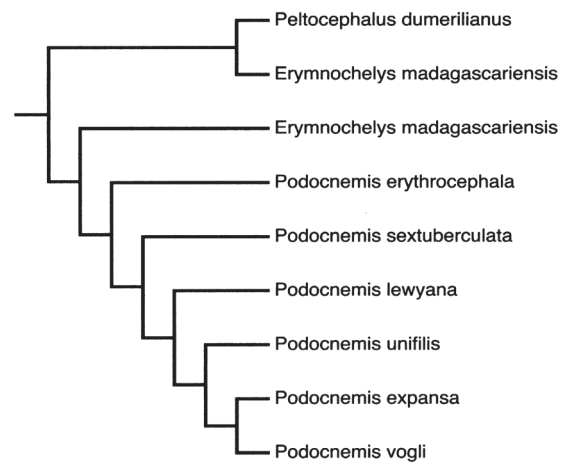 Peltocephalus dumerilianus
Erymnochelys madagascariensis
Erymnochelys madagascariensis
Podocnemis erythrocephala
Podocnemis sextuberculata
Podocnemis lewyana
Podocnemis unifilis
Podocnemis expansa
Podocnemis vogli